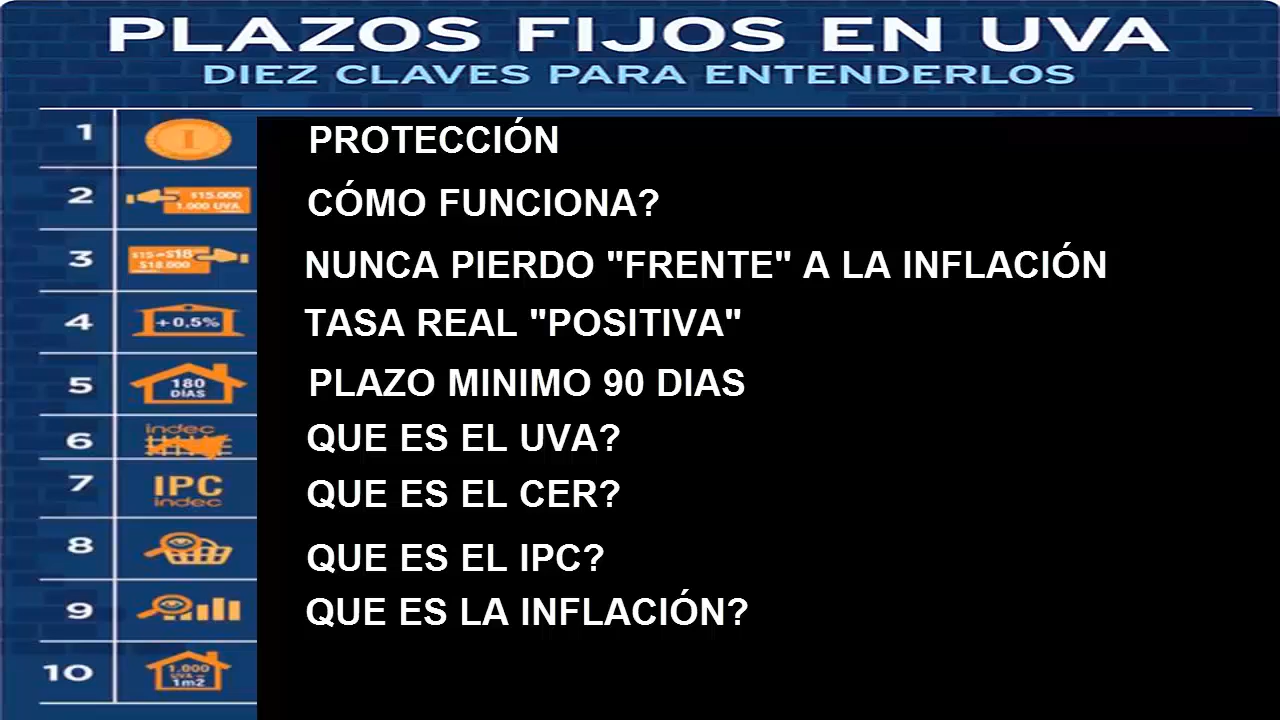 PLAZOS FIJOS EN UVA
DIEZ CLAVES PARA ENTENDERLOS
1 I PROTECCIÓN
2 $15.000 1.000 UVA CÓMO FUNCIONA?
3 $15 $18 $18.000 NUNCA PIERDO "FRENTE" A LA INFLACIÓN
4 +0,5% TASA REAL "POSITIVA"
5 180 DÍAS PLAZO MINIMO 90 DIAS
6 indec QUE ES EL UVA?
7 IPC indec QUE ES EL CER?
8 QUE ES EL IPC?
9 QUE ES LA INFLACIÓN?
10 1.000 UVA = 1m2